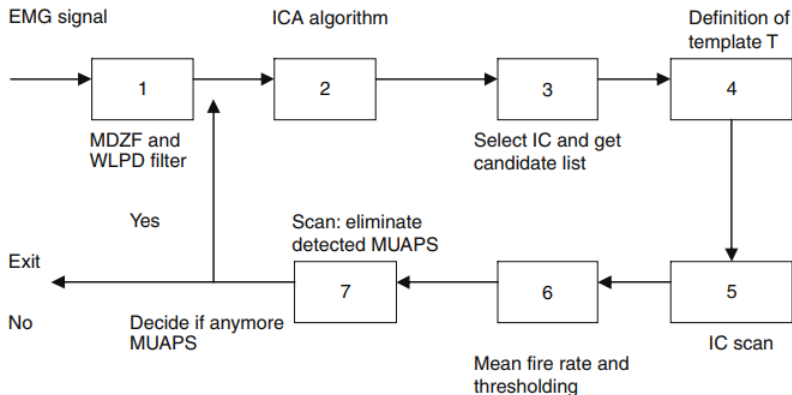 EMG signal
ICA algorithm
Definition of
template T
1
2
3
4
MDZF and
WLPD filter
Select IC and get
candidate list
Yes
Scan: eliminate
detected MUAPS
Exit
7
6
5
No
Decide if anymore
MUAPS
IC scan
Mean fire rate and
thresholding